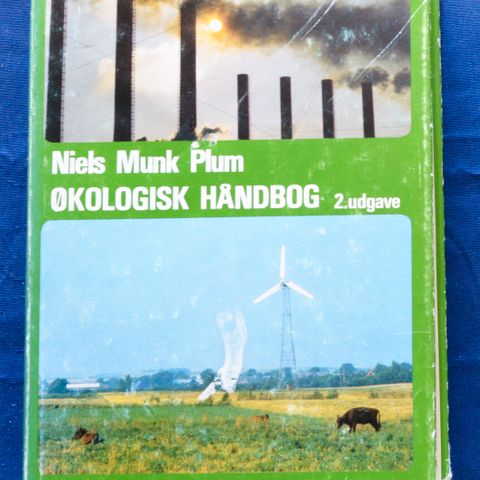 Niels Munk Plum
ØKOLOGISK HÅNDBOG 2.udgave